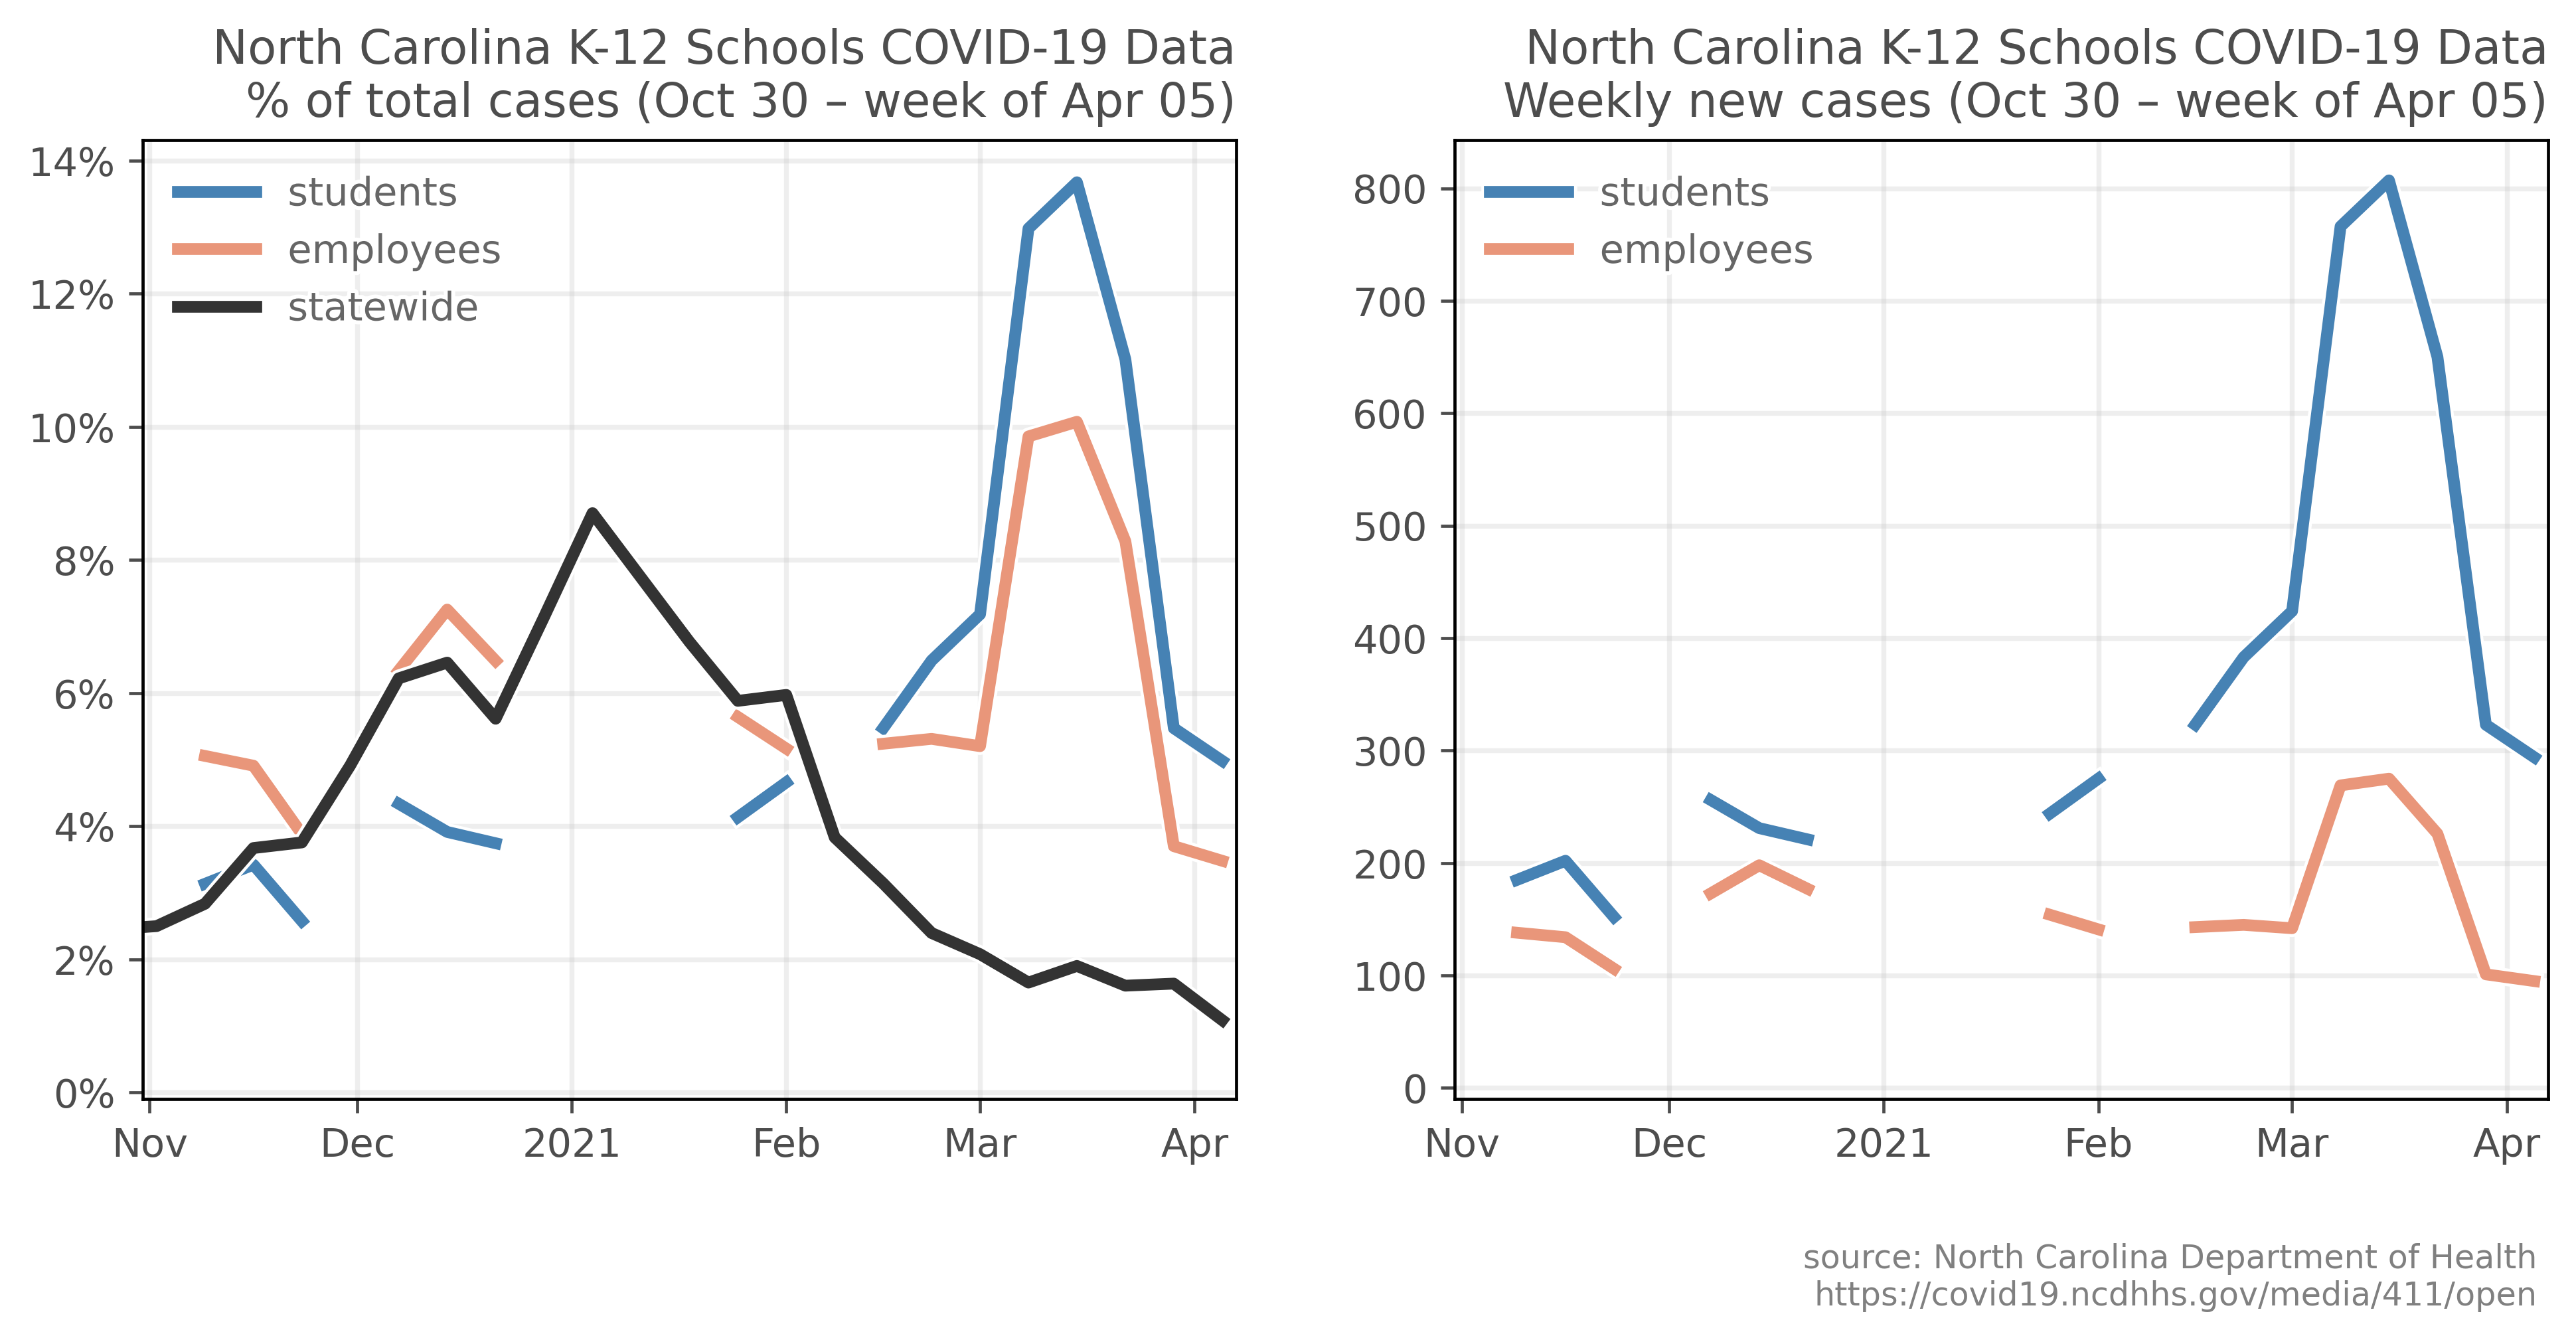 North Carolina K-12 Schools COVID-19 Data
% of total cases (Oct 30 – week of Apr 05)
14%
12%
10%
8%
6%
4%
2%
0%
students
employees
statewide
Nov Dec 2021 Feb Mar Apr
North Carolina K-12 Schools COVID-19 Data
Weekly new cases (Oct 30 – week of Apr 05)
800
700
600
500
400
300
200
100
0
students
employees
Nov Dec 2021 Feb Mar Apr
source: North Carolina Department of Health
https://covid19.ncdhhs.gov/media/411/open